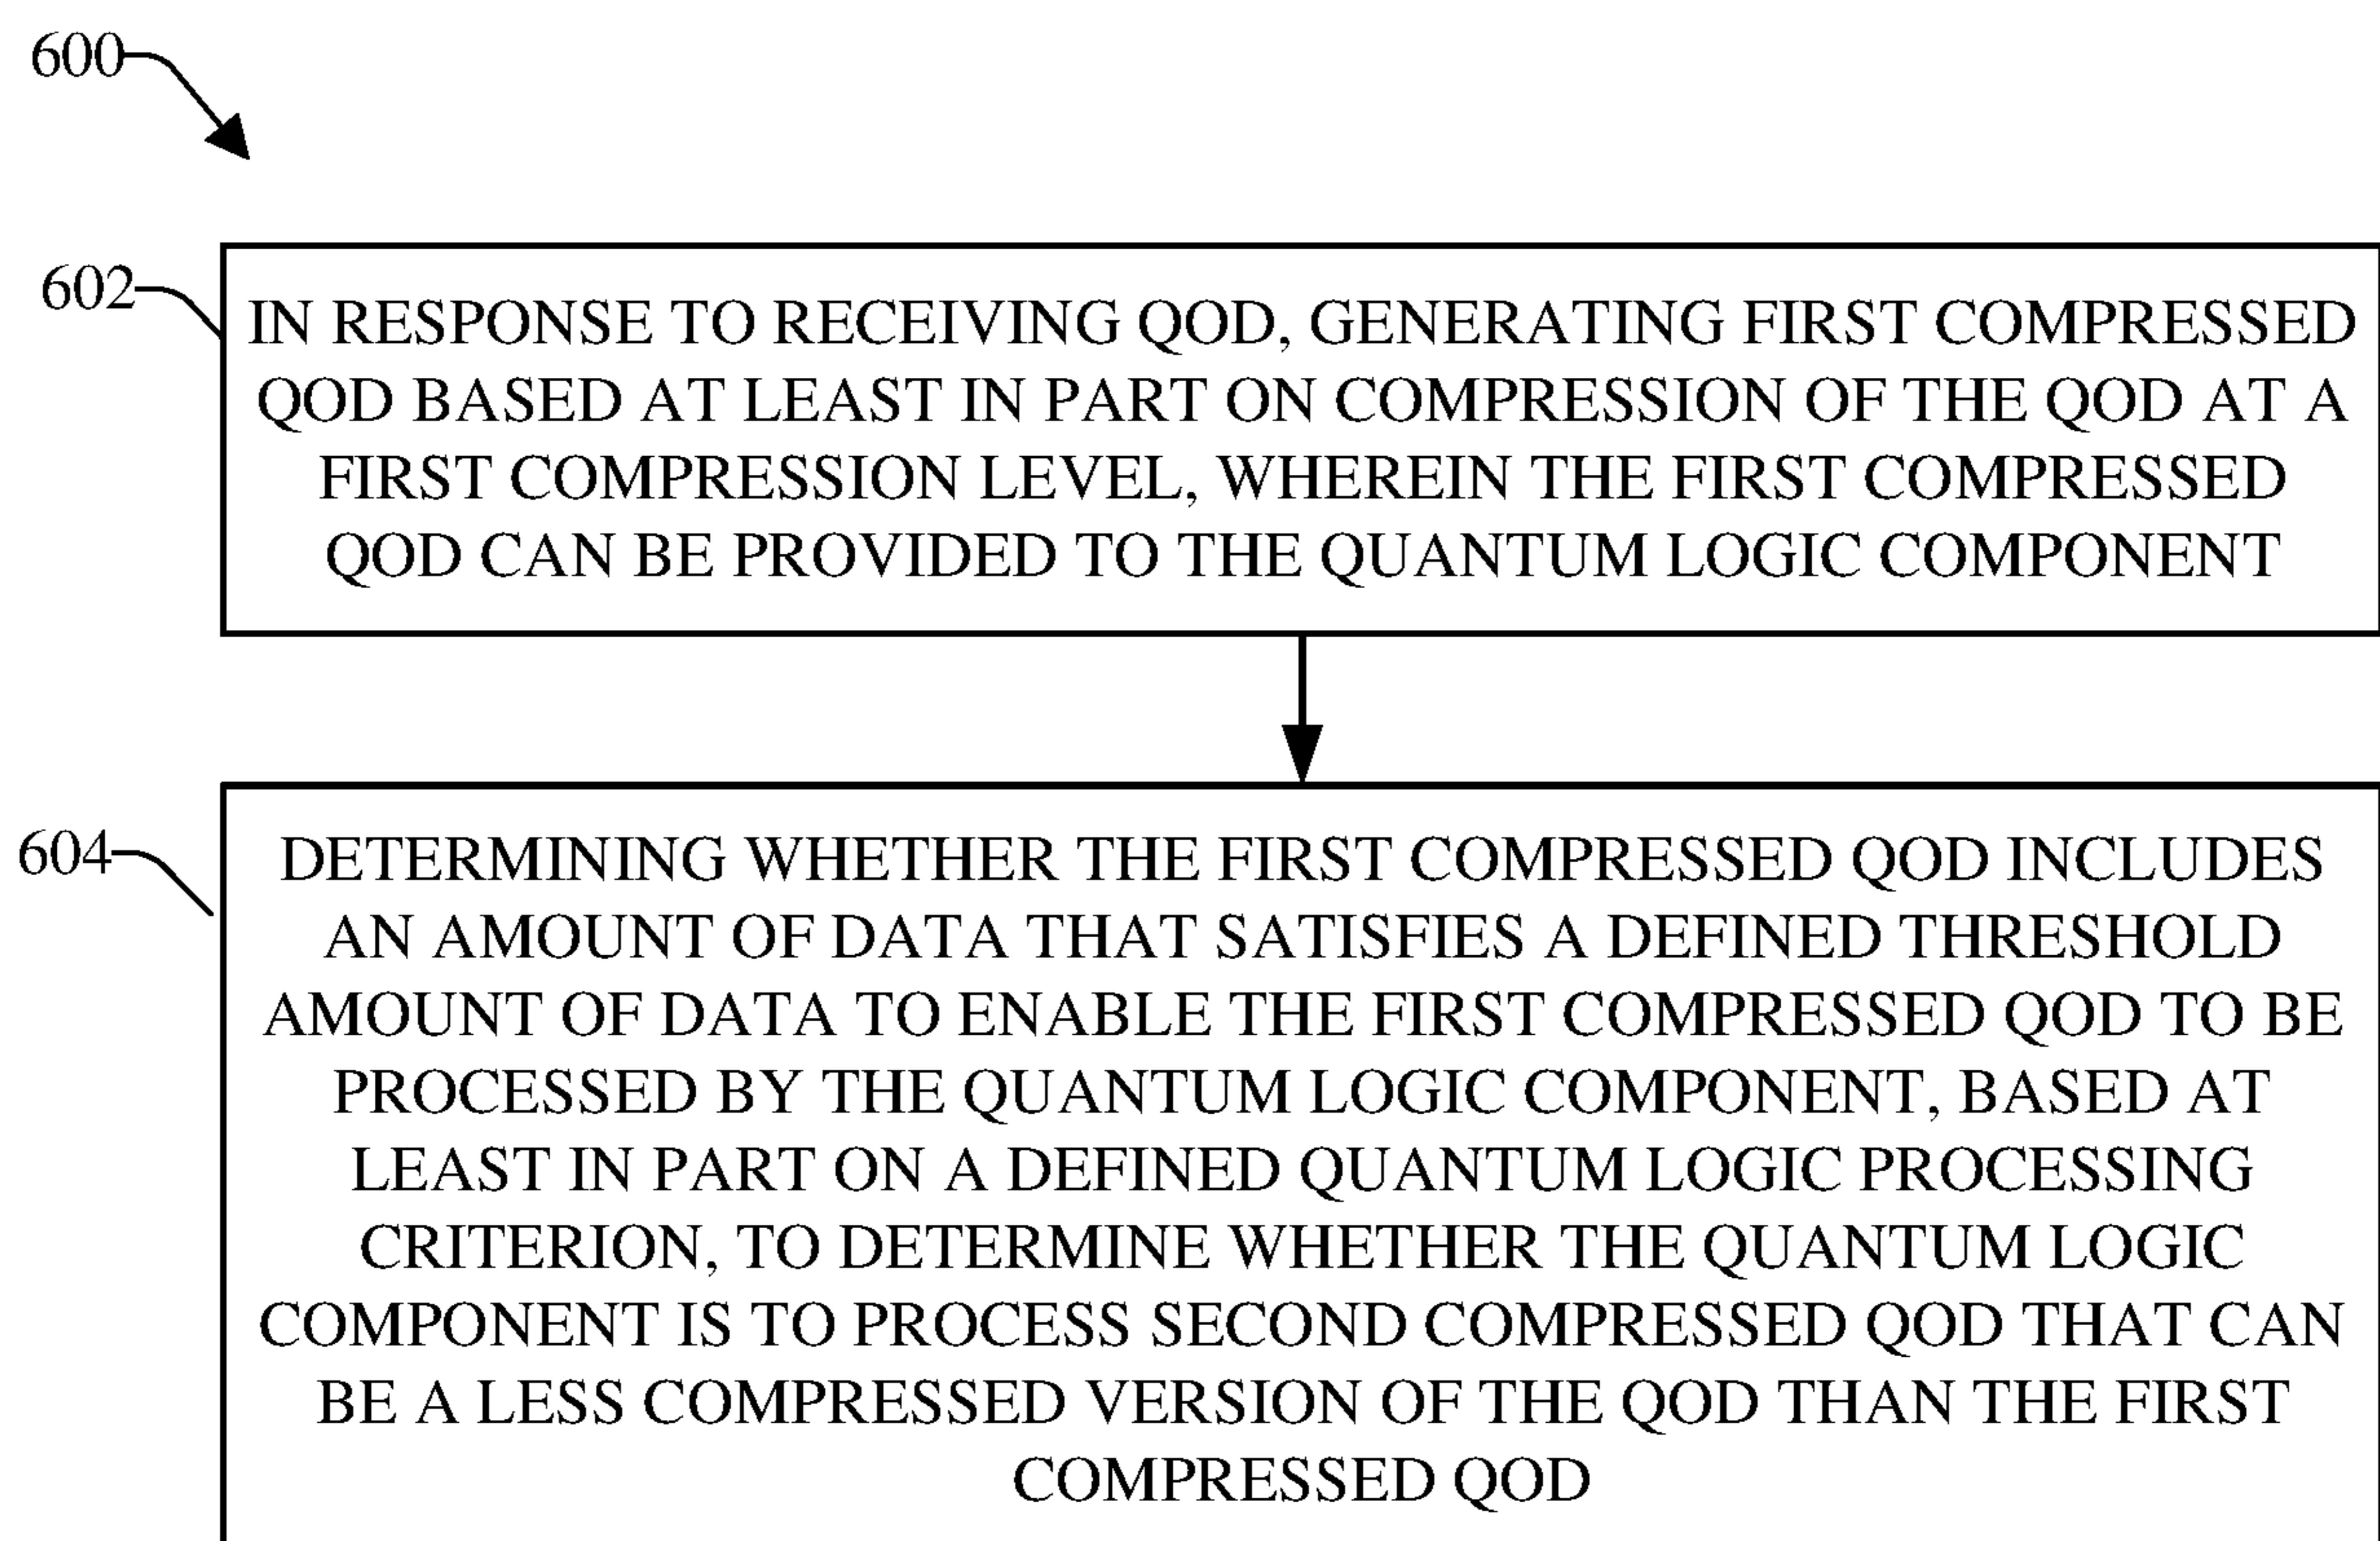 600
602
IN RESPONSE TO RECEIVING QOD, GENERATING FIRST COMPRESSED
QOD BASED AT LEAST IN PART ON COMPRESSION OF THE QOD AT A
FIRST COMPRESSION LEVEL, WHEREIN THE FIRST COMPRESSED
QOD CAN BE PROVIDED TO THE QUANTUM LOGIC COMPONENT
604
DETERMINING WHETHER THE FIRST COMPRESSED QOD INCLUDES
AN AMOUNT OF DATA THAT SATISFIES A DEFINED THRESHOLD
AMOUNT OF DATA TO ENABLE THE FIRST COMPRESSED QOD TO BE
PROCESSED BY THE QUANTUM LOGIC COMPONENT, BASED AT
LEAST IN PART ON A DEFINED QUANTUM LOGIC PROCESSING
CRITERION, TO DETERMINE WHETHER THE QUANTUM LOGIC
COMPONENT IS TO PROCESS SECOND COMPRESSED QOD THAT CAN
BE A LESS COMPRESSED VERSION OF THE QOD THAN THE FIRST
COMPRESSED QOD